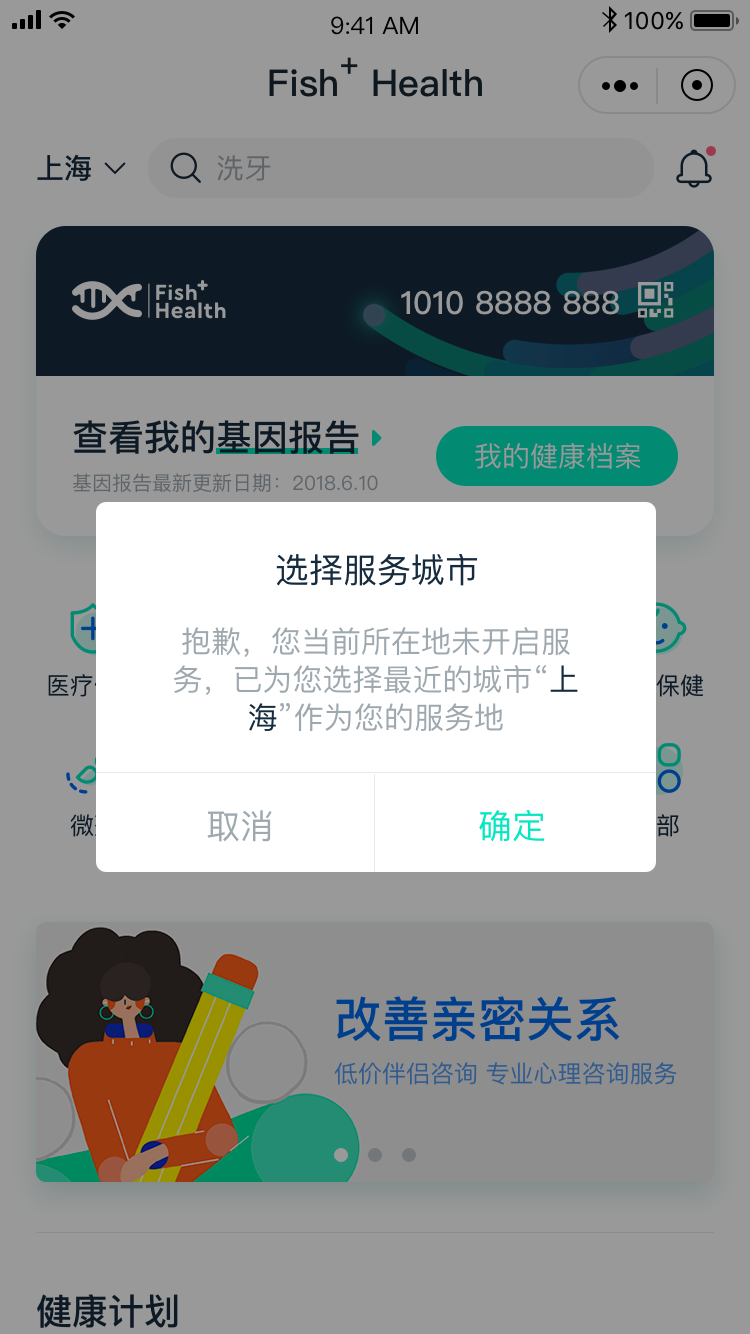 9:41 AM
100%
Fish+ Health
上海
洗牙
Fish+
Health
1010 8888 888
查看我的基因报告
我的健康档案
基因报告最新更新日期：2018.6.10
选择服务城市
抱歉，您当前所在地未开启服
务，已为您选择最近的城市“上
海”作为您的服务地
医疗
保健
取消
确定
微
部
改善亲密关系
低价伴侣咨询 专业心理咨询服务
健康计划